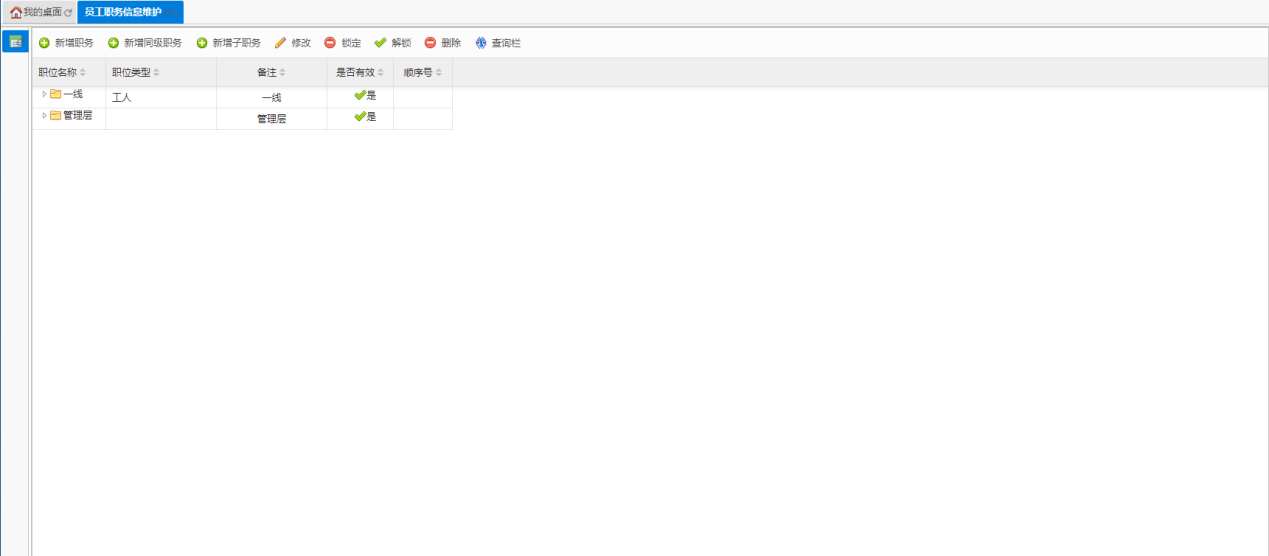 我的桌面 员工职务信息维护
新增职务 新增同级职务 新增子职务 修改 锁定 解锁 删除 查询栏
职位名称 职位类型 备注 是否有效 顺序号
一线 工人 一线 是
管理层 管理层 是